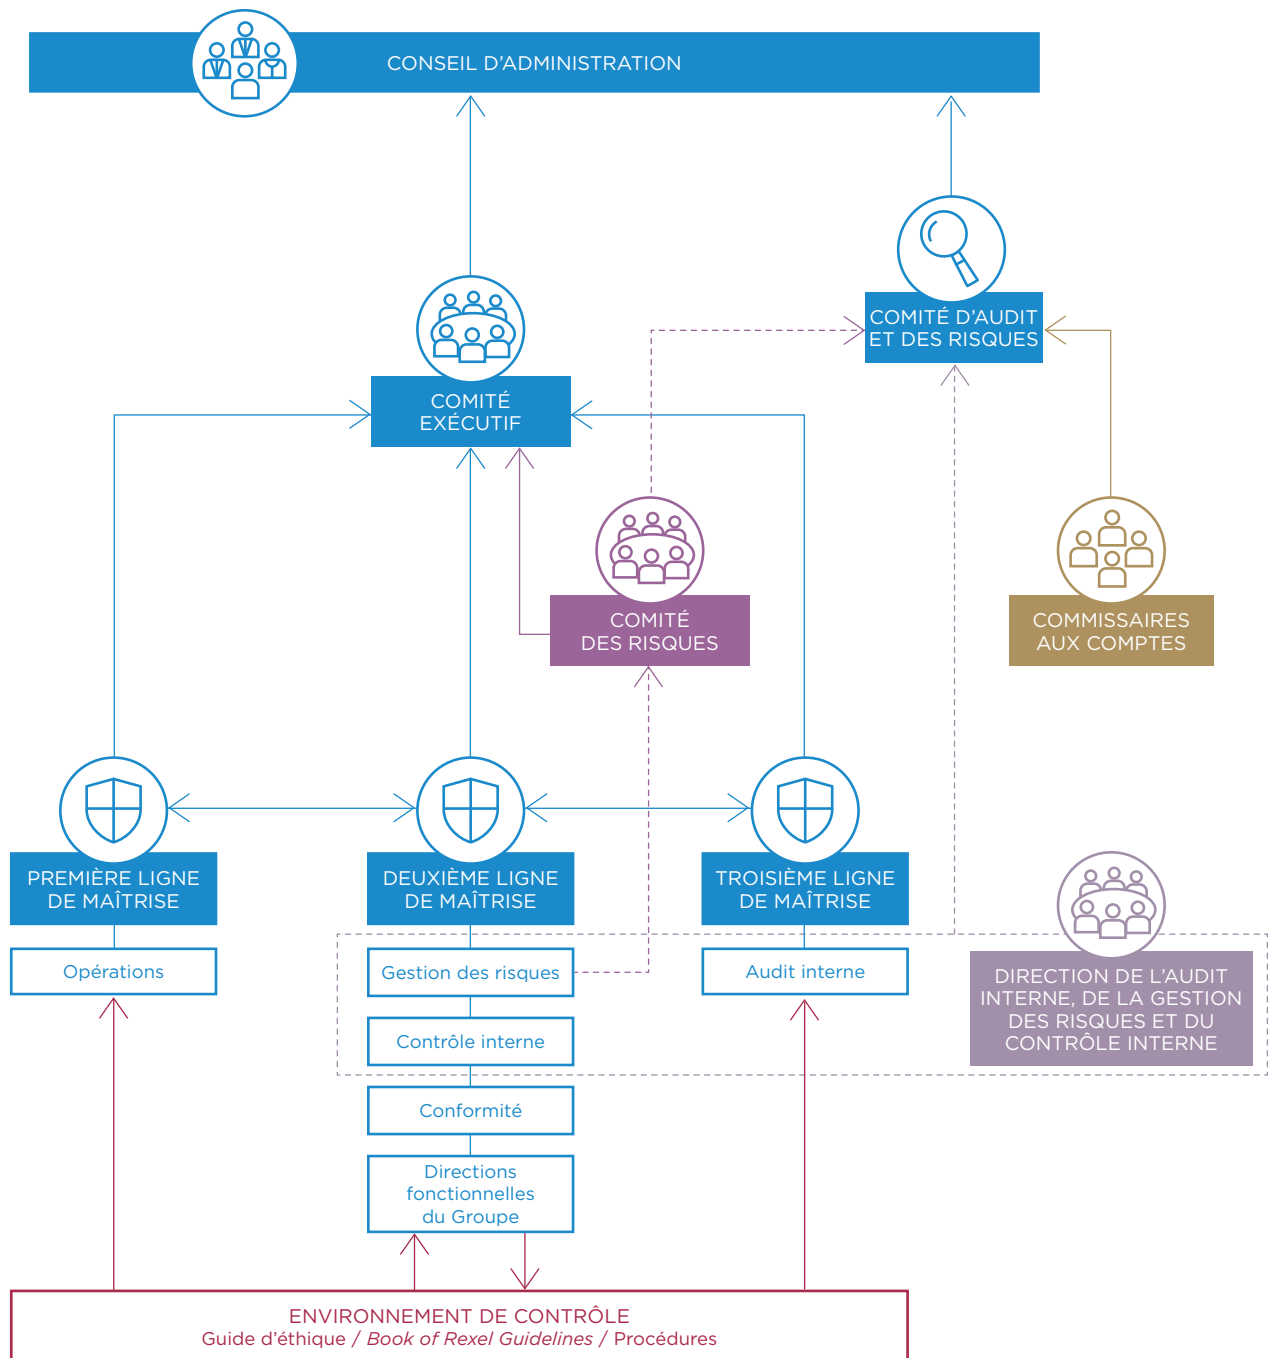 CONSEIL D’ADMINISTRATION
COMITÉ D’AUDIT
ET DES RISQUES
COMITÉ
EXÉCUTIF
COMITÉ
DES RISQUES
COMMISSAIRES
AUX COMPTES
PREMIÈRE LIGNE
DE MAÎTRISE
DEUXIÈME LIGNE
DE MAÎTRISE
TROISIÈME LIGNE
DE MAÎTRISE
Opérations
Gestion des risques
Audit interne
DIRECTION DE L’AUDIT
INTERNE, DE LA GESTION
DES RISQUES ET DU
CONTRÔLE INTERNE
Contrôle interne
Conformité
Directions
fonctionnelles
du Groupe
ENVIRONNEMENT DE CONTRÔLE
Guide d’éthique / Book of Rexel Guidelines / Procédures